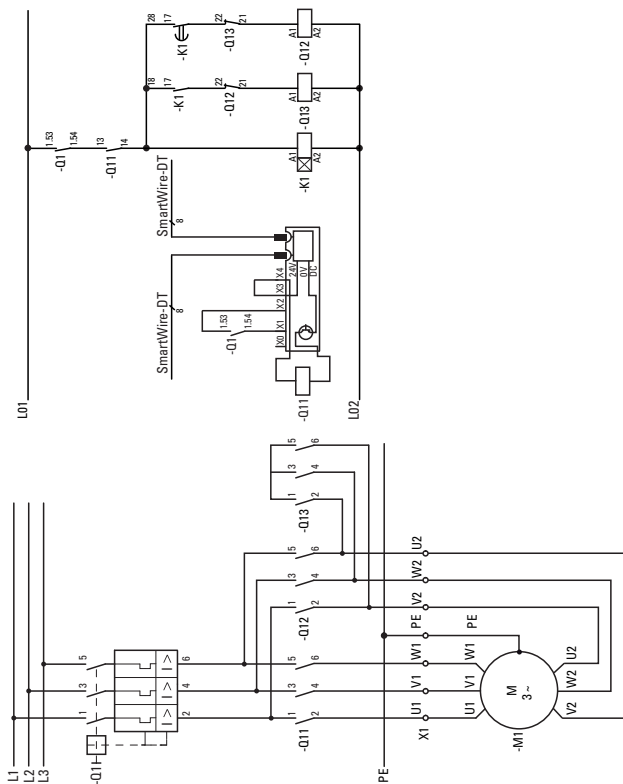 L01
-Q1
1.53
1.54
-Q11
13
14
28
17
-K1
22
21
-Q13
A1
A2
-Q12
18
17
-K1
22
21
-Q12
A1
A2
-Q13
A1
A2
-K1
SmartWire-DT
8
SmartWire-DT
8
-Q1
1.53
1.54
X0
X1
X2
X3
X4
24V
0V
DC
-Q11
L02
L1
L2
L3
-Q1
1
3
5
I>
I>
I>
2
4
6
-Q11
1
2
3
4
5
6
-Q12
1
2
3
4
5
6
-Q13
1
2
3
4
5
6
PE
X1
U1
V1
W1
PE
V2
W2
U2
U1
V1
W1
PE
-M1
M
3 ~
V2
W2
U2